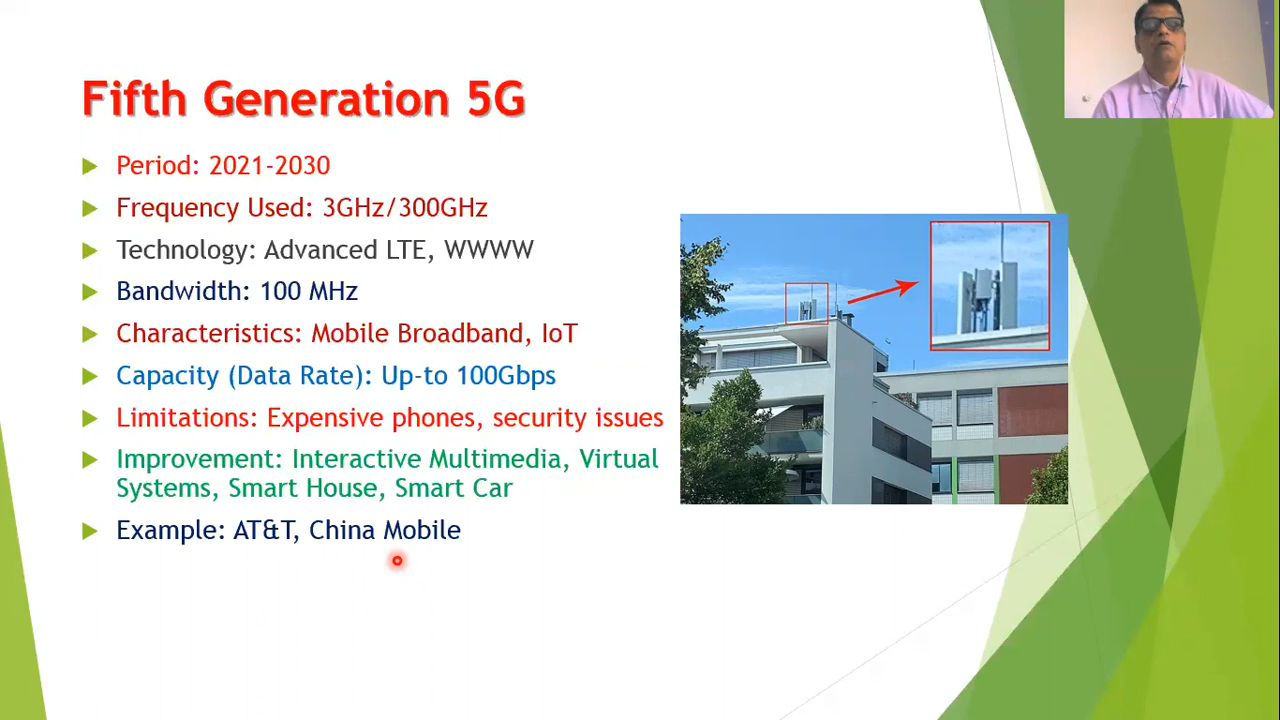 Fifth Generation 5G
Period: 2021-2030
Frequency Used: 3GHz/300GHz
Technology: Advanced LTE, WWWW
Bandwidth: 100 MHz
Characteristics: Mobile Broadband, IoT
Capacity (Data Rate): Up-to 100Gbps
Limitations: Expensive phones, security issues
Improvement: Interactive Multimedia, Virtual
Systems, Smart House, Smart Car
Example: AT&T, China Mobile